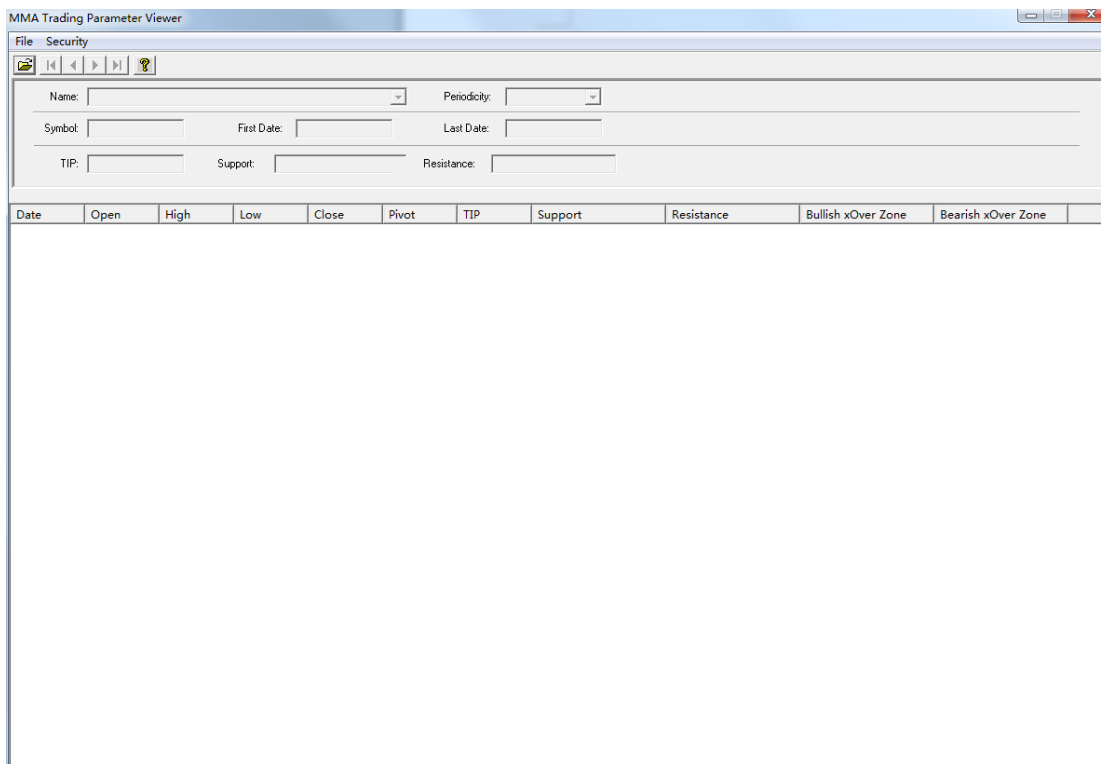 MMA Trading Parameter Viewer
File Security
?
Name: Periodicity:
Symbol: First Date: Last Date:
TIP: Support: Resistance:
Date Open High Low Close Pivot TIP Support Resistance Bullish xOver Zone Bearish xOver Zone